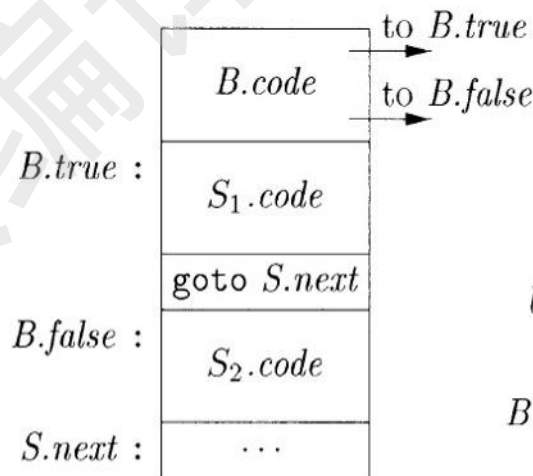 to B.true
B.code
to B.false
B.true :
S₁.code
goto S.next
B.false :
S₂.code
B
S.next :
...